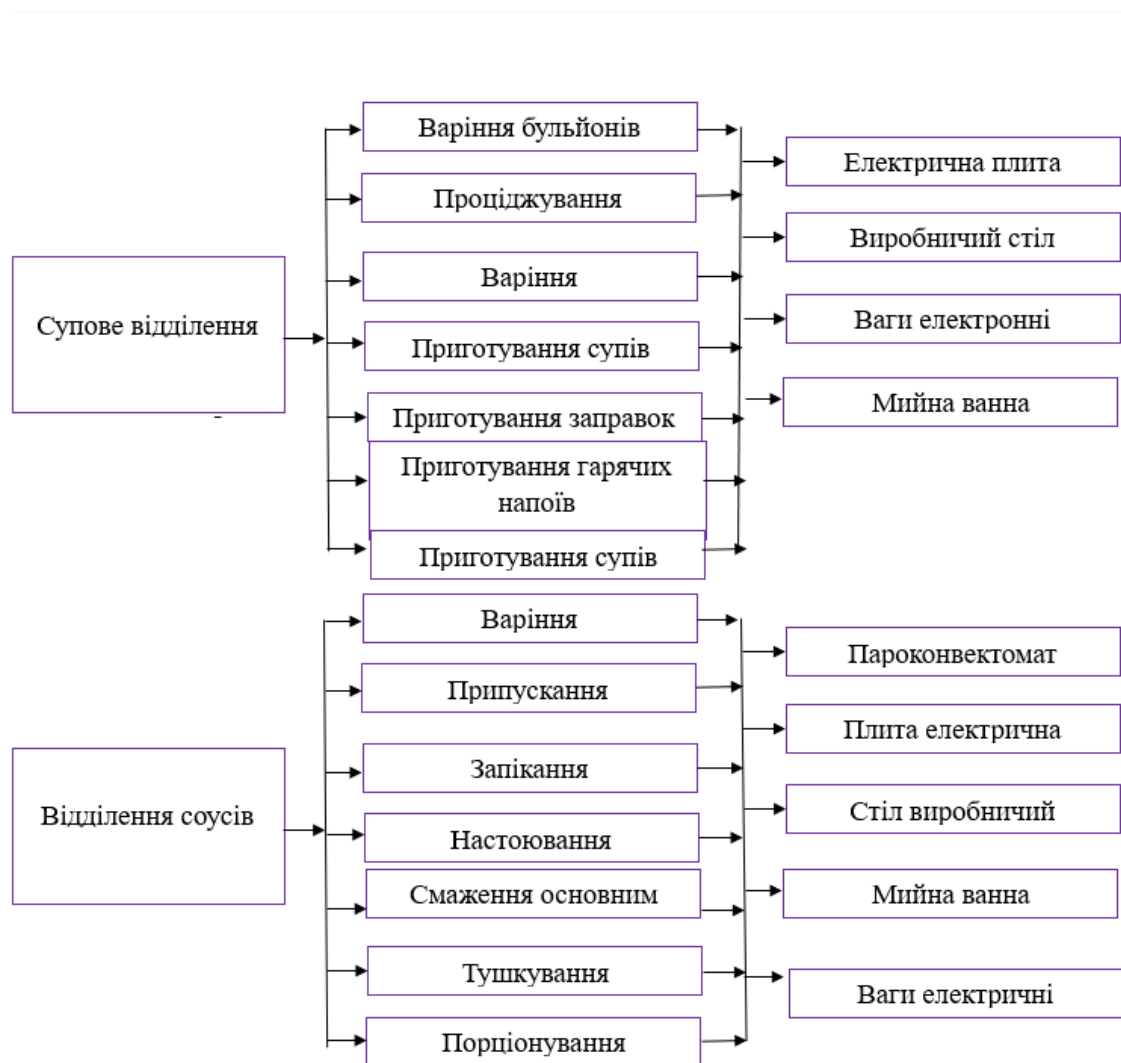 Супове відділення
Варіння бульйонів
Проціджування
Варіння
Приготування супів
Приготування заправок
Приготування гарячих
напоїв
Приготування супів
Електрична плита
Виробничий стіл
Ваги електронні
Мийна ванна
Відділення соусів
Варіння
Припускання
Запікання
Настоювання
Смаження основним
Тушкування
Порціонування
Пароконвектомат
Плита електрична
Стіл виробничий
Мийна ванна
Ваги електричні